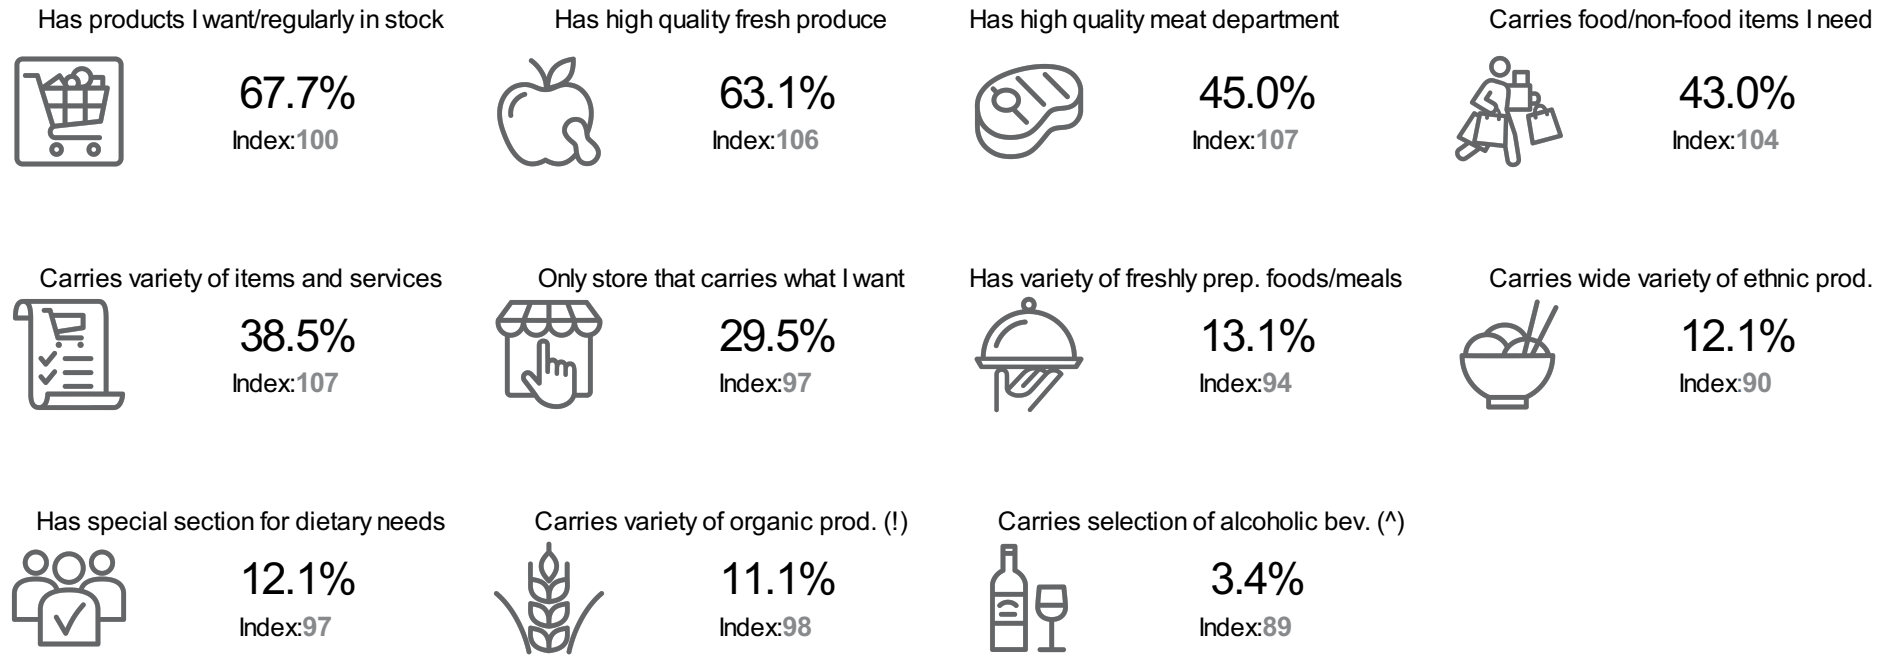 Has products I want/regularly in stock
67.7%
Index:100
Has high quality fresh produce
63.1%
Index:106
Has high quality meat department
45.0%
Index:107
Carries food/non-food items I need
43.0%
Index:104
Carries variety of items and services
38.5%
Index:107
Only store that carries what I want
29.5%
Index:97
Has variety of freshly prep. foods/meals
13.1%
Index:94
Carries wide variety of ethnic prod.
12.1%
Index:90
Has special section for dietary needs
12.1%
Index:97
Carries variety of organic prod. (!)
11.1%
Index:98
Carries selection of alcoholic bev. (^)
3.4%
Index:89